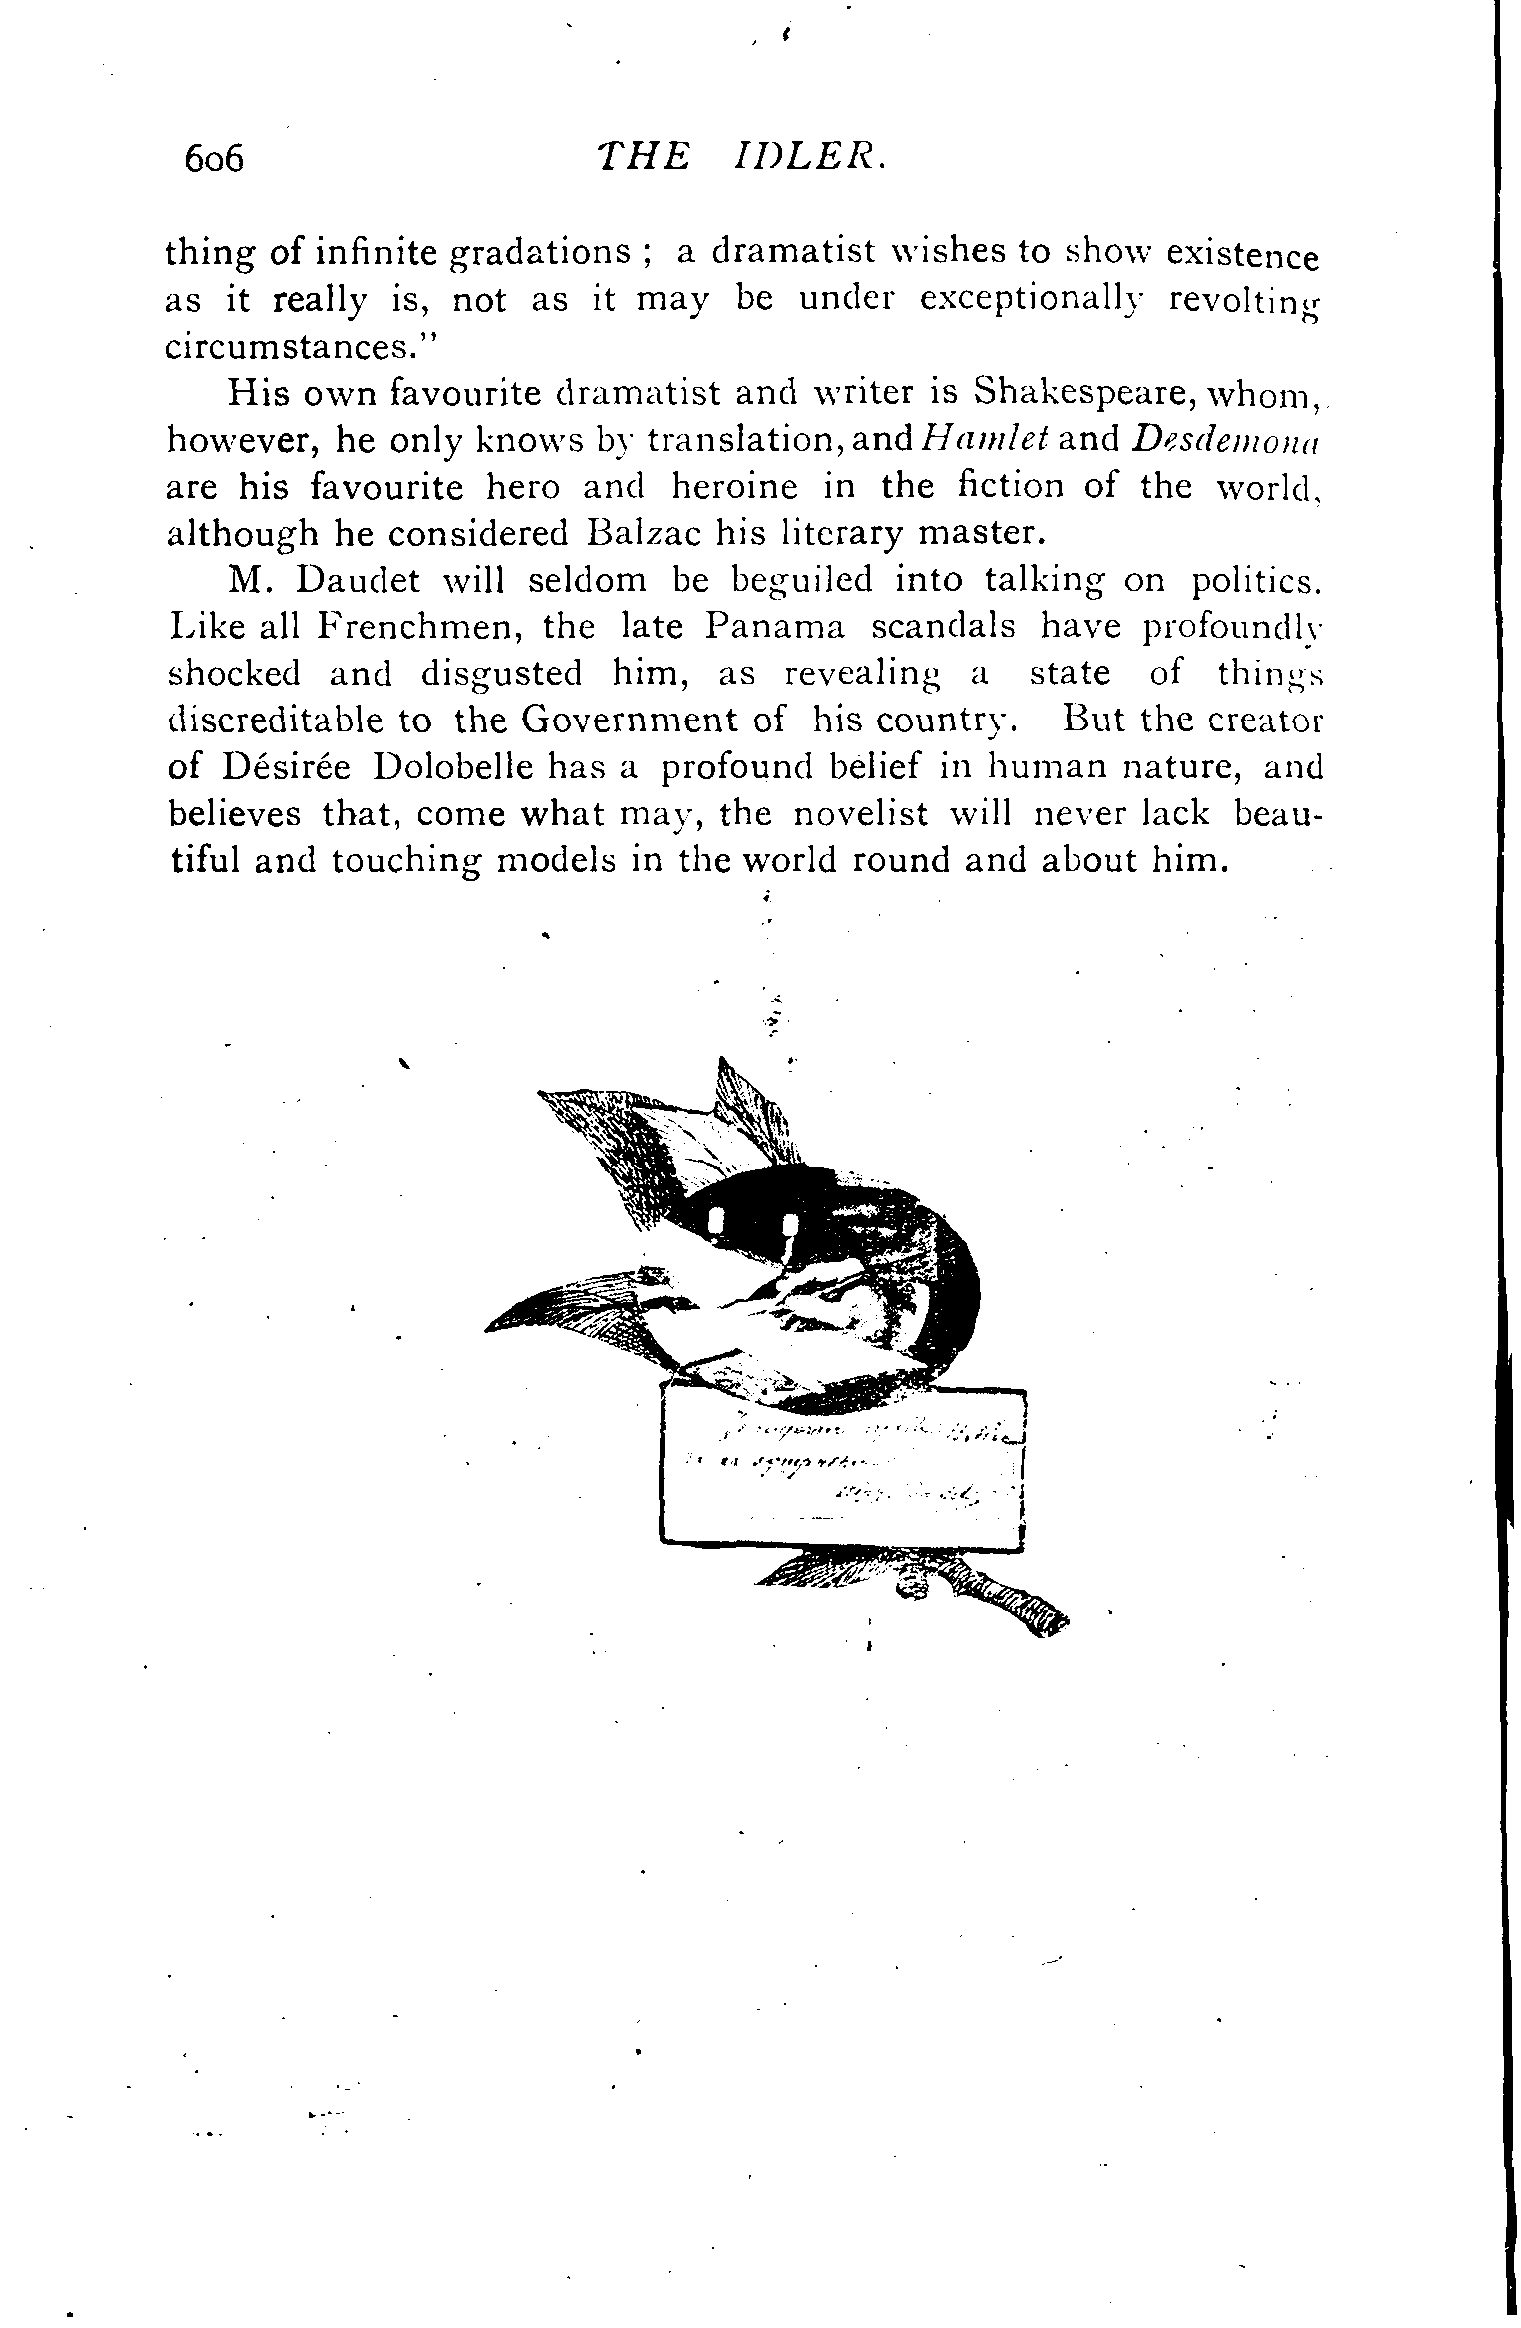 606 THE IDLER.
thing of infinite gradations ; a dramatist wishes to show existence
as it really is, not as it may be under exceptionally revolting
circumstances."
His own favourite dramatist and writer is Shakespeare, whom,
however, he only knows by translation, and Hamlet and Desdemona
are his favourite hero and heroine in the fiction of the world,
although he considered Balzac his literary master.
M. Daudet will seldom be beguiled into talking on politics.
Like all Frenchmen, the late Panama scandals have profoundly
shocked and disgusted him, as revealing a state of things
discreditable to the Government of his country. But the creator
of Désirée Dolobelle has a profound belief in human nature, and
believes that, come what may, the novelist will never lack beau-
tiful and touching models in the world round and about him.